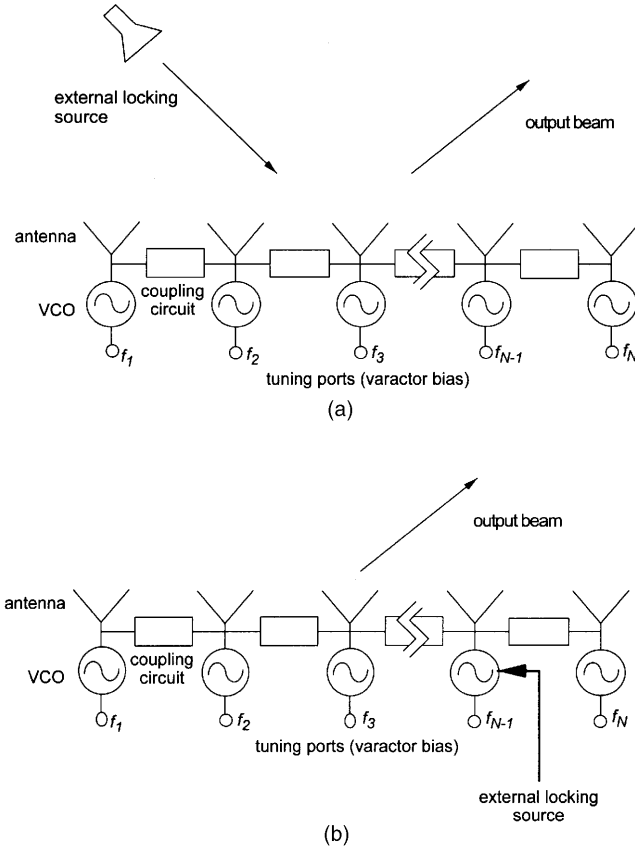 external locking
source
output beam
antenna
coupling
circuit
VCO
f1
f2
f3
fN-1
fN
tuning ports (varactor bias)
(a)
output beam
antenna
coupling
circuit
VCO
f1
f2
f3
fN-1
fN
tuning ports (varactor bias)
external locking
source
(b)